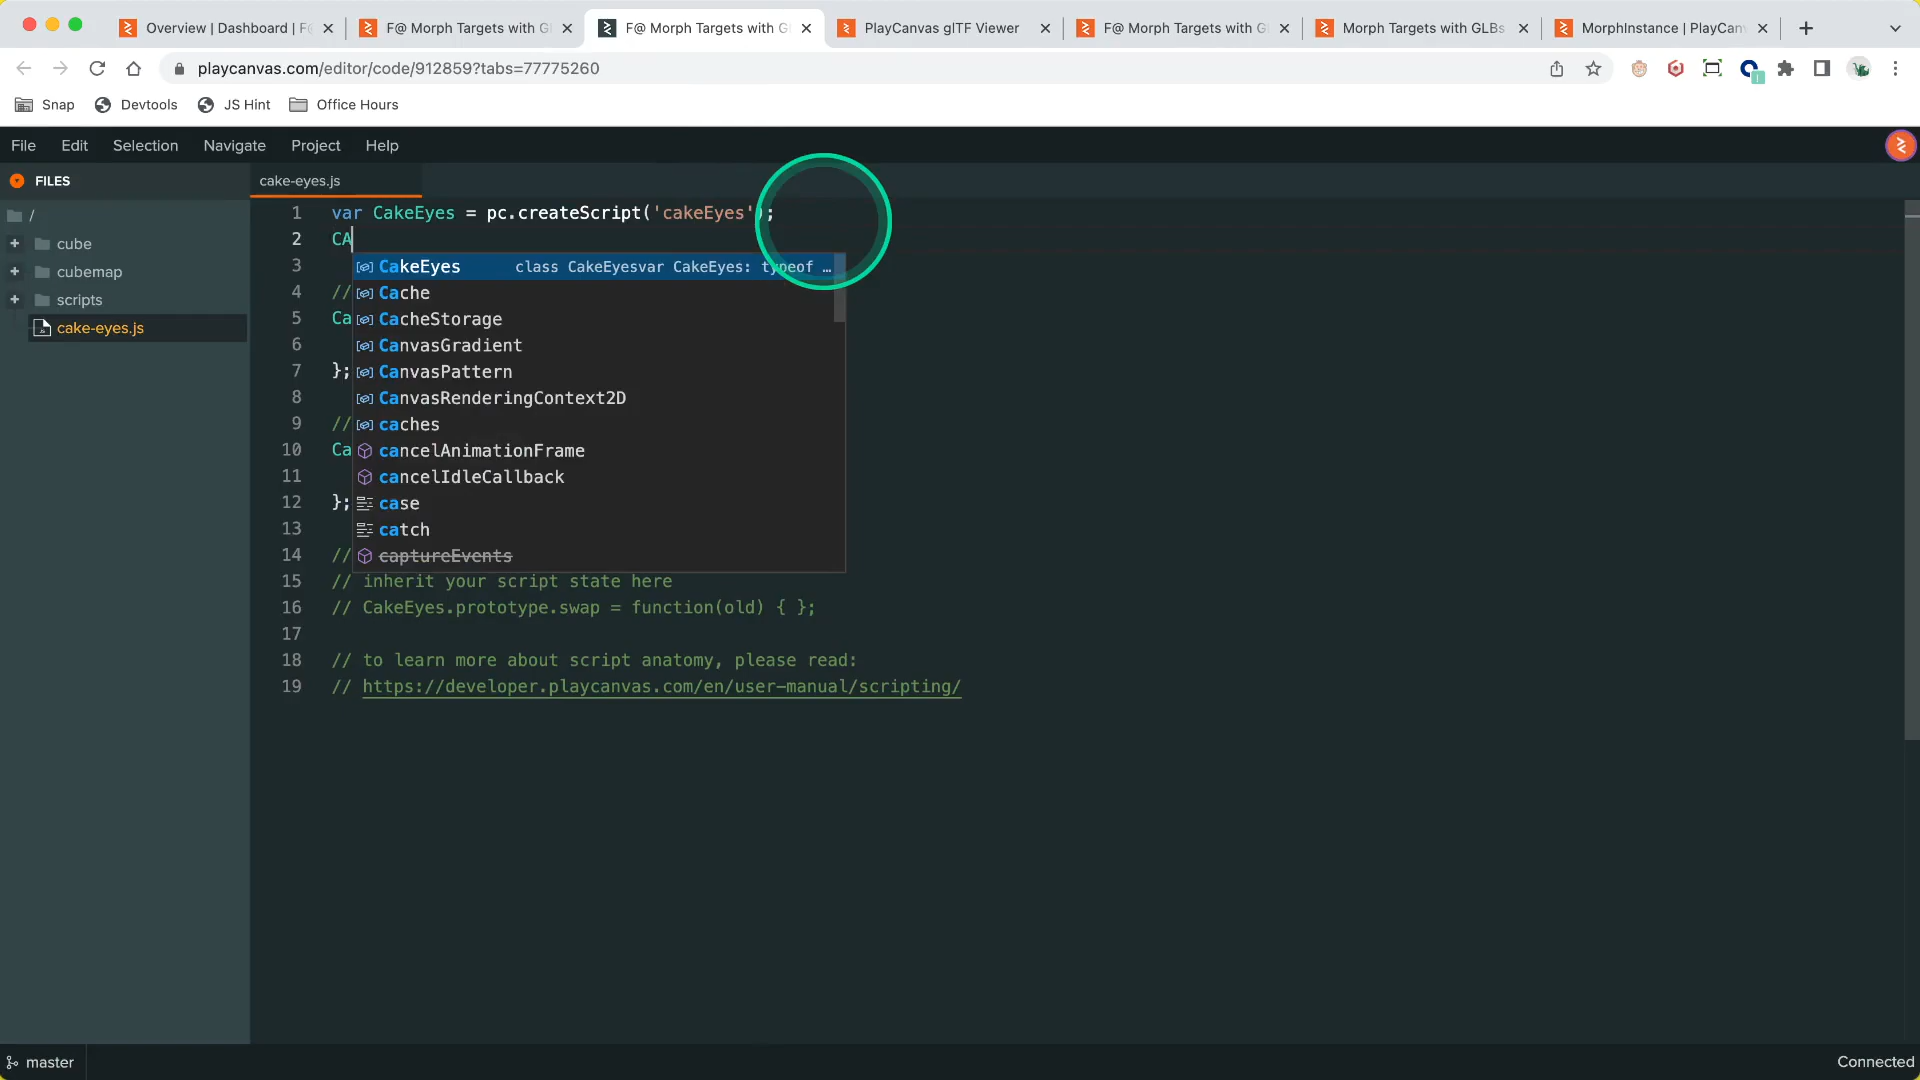 Overview | Dashboard | F@
F@ Morph Targets with Gl
F@ Morph Targets with G
PlayCanvas glTF Viewer
F@ Morph Targets with G
Morph Targets with GLBs
MorphInstance | PlayCanv
playcanvas.com/editor/code/912859?tabs=77775260
Snap
Devtools
JS Hint
Office Hours
File Edit Selection Navigate Project Help
FILES
/
cube
cubemap
scripts
cake-eyes.js
cake-eyes.js
1 var CakeEyes = pc.createScript('cakeEyes');
2 CA
3
4 //
5 Ca
6
7 };
8
9 //
10 Ca
11
12 };
13
14 //
CakeEyes class CakeEyesvar CakeEyes: typeof …
Cache
CacheStorage
CanvasGradient
CanvasPattern
CanvasRenderingContext2D
caches
cancelAnimationFrame
cancelIdleCallback
case
catch
captureEvents
15 // inherit your script state here
16 // CakeEyes.prototype.swap = function(old) { };
17
18 // to learn more about script anatomy, please read:
19 // https://developer.playcanvas.com/en/user-manual/scripting/
master
Connected